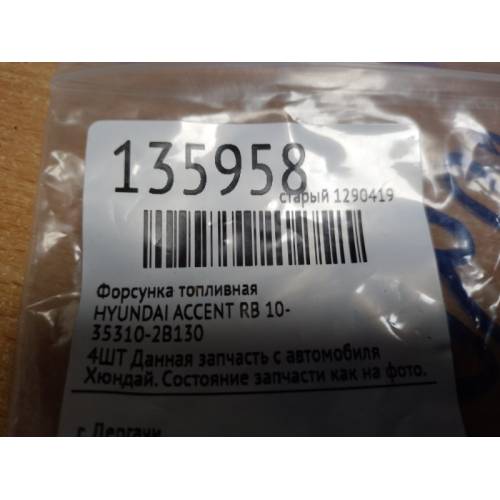 135958
старый 1290419
Форсунка топливная
HYUNDAI ACCENT RB 10-
35310-2B130
4ШТ Данная запчасть с автомобиля
Хюндай. Состояние запчасти как на фото.
г. Дергачи